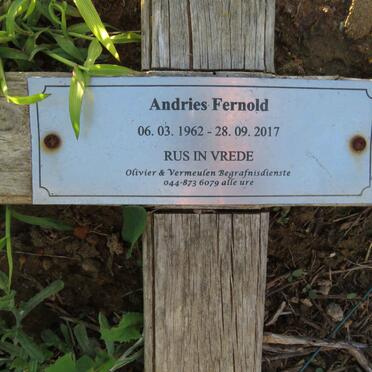 Andries Fernold
06. 03. 1962 - 28. 09. 2017
RUS IN VREDE
Olivier & Vermeulen Begrafnisdienste
044-873 6079 alle ure